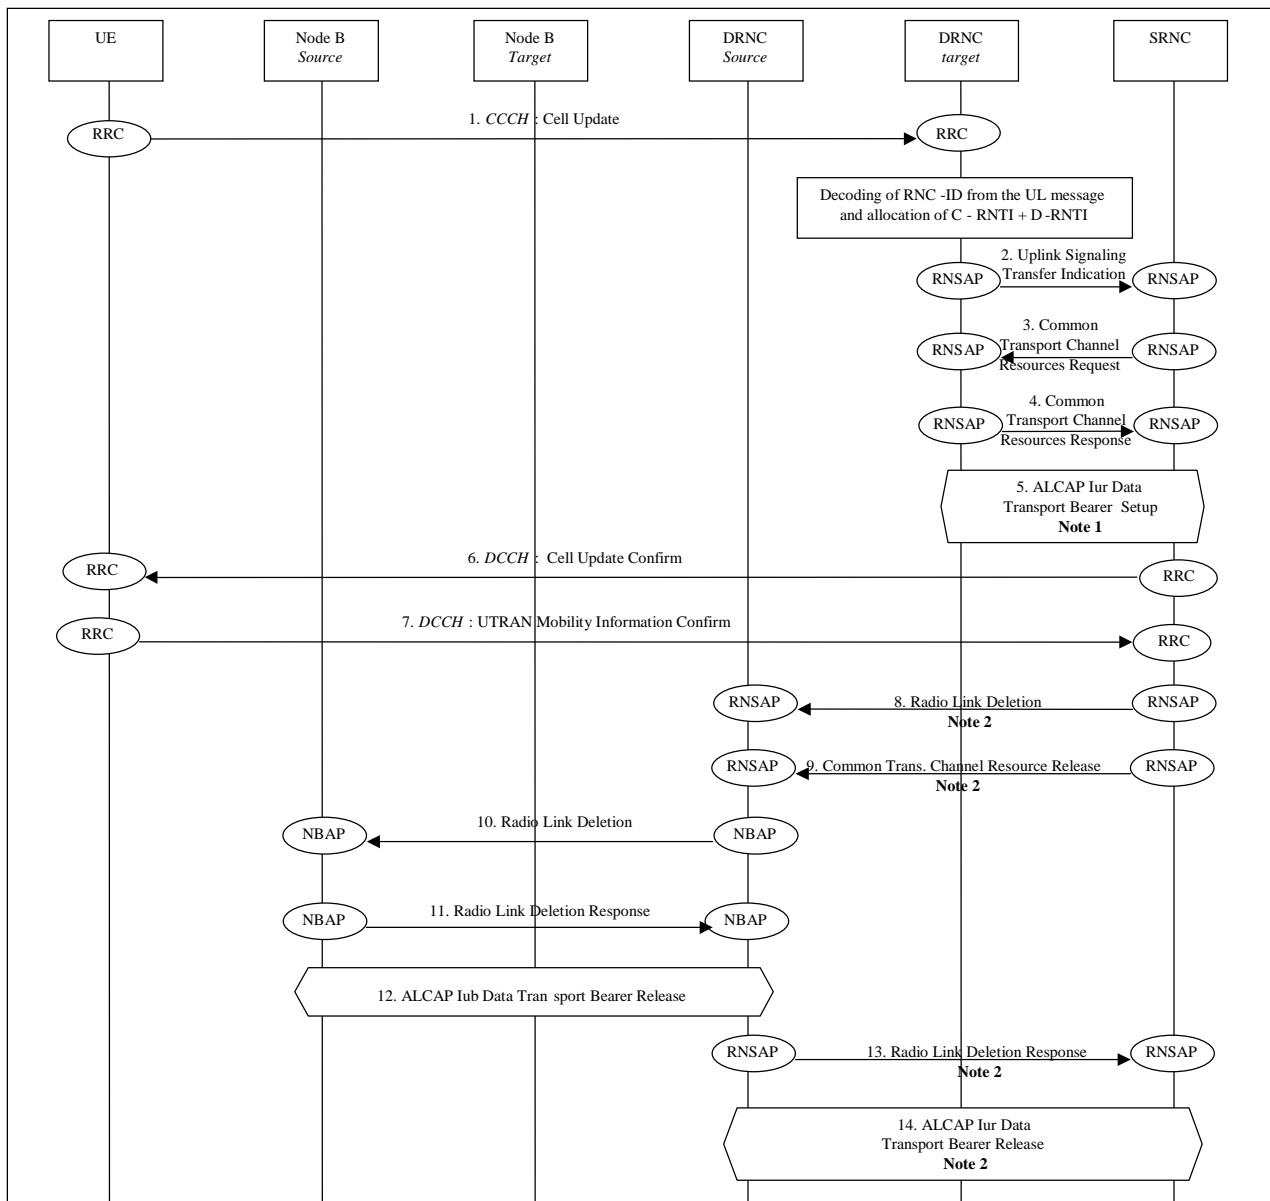 UE
Node B
Source
Node B
Target
DRNC
Source
DRNC
target
SRNC
1. CCCH : Cell Update
RRC
RRC
Decoding of RNC -ID from the UL message
and allocation of C - RNTI + D -RNTI
2. Uplink Signaling
Transfer Indication
RNSAP
RNSAP
3. Common
Transport Channel
Resources Request
RNSAP
RNSAP
4. Common
Transport Channel
Resources Response
RNSAP
RNSAP
5. ALCAP Iur Data
Transport Bearer Setup
Note 1
6. DCCH : Cell Update Confirm
RRC
RRC
7. DCCH : UTRAN Mobility Information Confirm
RRC
RRC
RNSAP
8. Radio Link Deletion
Note 2
RNSAP
RNSAP
9. Common Trans. Channel Resource Release
Note 2
RNSAP
NBAP
10. Radio Link Deletion
NBAP
NBAP
11. Radio Link Deletion Response
NBAP
12. ALCAP Iub Data Tran sport Bearer Release
RNSAP
13. Radio Link Deletion Response
Note 2
RNSAP
14. ALCAP Iur Data
Transport Bearer Release
Note 2